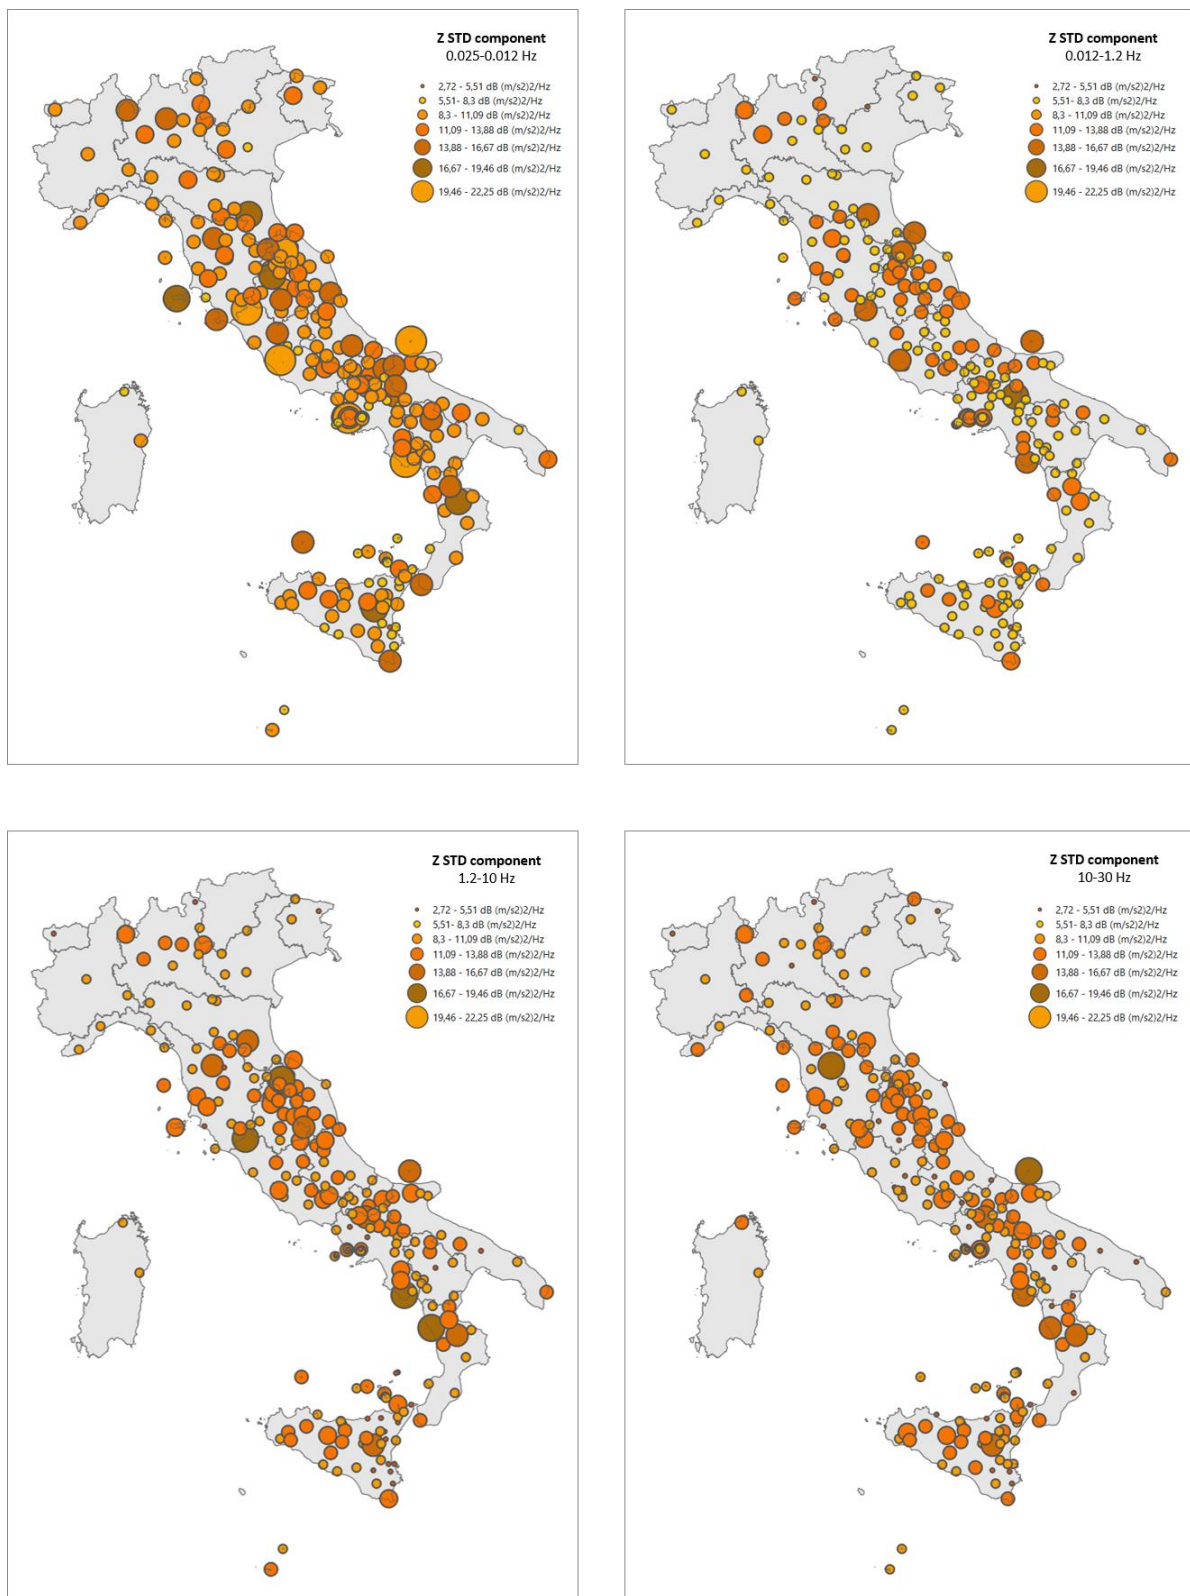 Z STD component
0.025-0.012 Hz
2,72 - 5,51 dB (m/s2)2/Hz
5,51- 8,3 dB (m/s2)2/Hz
8,3 - 11,09 dB (m/s2)2/Hz
11,09 - 13,88 dB (m/s2)2/Hz
13,88 - 16,67 dB (m/s2)2/Hz
16,67 - 19,46 dB (m/s2)2/Hz
19,46 - 22,25 dB (m/s2)2/Hz
Z STD component
0.012-1.2 Hz
2,72 - 5,51 dB (m/s2)2/Hz
5,51- 8,3 dB (m/s2)2/Hz
8,3 - 11,09 dB (m/s2)2/Hz
11,09 - 13,88 dB (m/s2)2/Hz
13,88 - 16,67 dB (m/s2)2/Hz
16,67 - 19,46 dB (m/s2)2/Hz
19,46 - 22,25 dB (m/s2)2/Hz
Z STD component
1.2-10 Hz
2,72 - 5,51 dB (m/s2)2/Hz
5,51- 8,3 dB (m/s2)2/Hz
8,3 - 11,09 dB (m/s2)2/Hz
11,09 - 13,88 dB (m/s2)2/Hz
13,88 - 16,67 dB (m/s2)2/Hz
16,67 - 19,46 dB (m/s2)2/Hz
19,46 - 22,25 dB (m/s2)2/Hz
Z STD component
10-30 Hz
2,72 - 5,51 dB (m/s2)2/Hz
5,51- 8,3 dB (m/s2)2/Hz
8,3 - 11,09 dB (m/s2)2/Hz
11,09 - 13,88 dB (m/s2)2/Hz
13,88 - 16,67 dB (m/s2)2/Hz
16,67 - 19,46 dB (m/s2)2/Hz
19,46 - 22,25 dB (m/s2)2/Hz